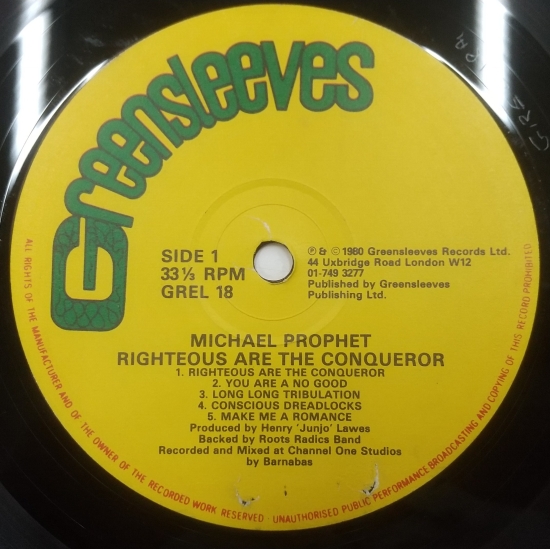 Greensleeves
SIDE 1
33⅓ RPM
GREL 18
℗ & ©1980 Greensleeves Records Ltd.
44 Uxbridge Road London W12
01-749 3277
Published by Greensleeves
Publishing Ltd.
MICHAEL PROPHET
RIGHTEOUS ARE THE CONQUEROR
1. RIGHTEOUS ARE THE CONQUEROR
2. YOU ARE A NO GOOD
3. LONG LONG TRIBULATION
4. CONSCIOUS DREADLOCKS
5. MAKE ME A ROMANCE
Produced by Henry 'Junjo' Lawes
Backed by Roots Radics Band
Recorded and Mixed at Channel One Studios
by Barnabas
ALL RIGHTS OF THE MANUFACTURER AND OF THE OWNER OF THE RECORDED WORK RESERVED · UNAUTHORISED PUBLIC PERFORMANCE BROADCASTING AND COPYING OF THIS RECORD PROHIBITED